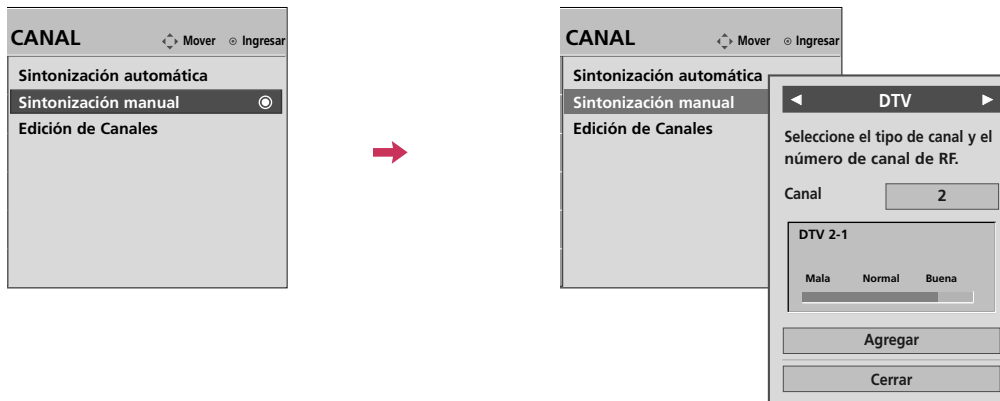 CANAL Mover Ingresar
Sintonización automática
Sintonización manual
Edición de Canales
CANAL Mover Ingresar
Sintonización automática
Sintonización manual
Edición de Canales
DTV
Seleccione el tipo de canal y el
número de canal de RF.
Canal 2
DTV 2-1
Mala Normal Buena
Agregar
Cerrar